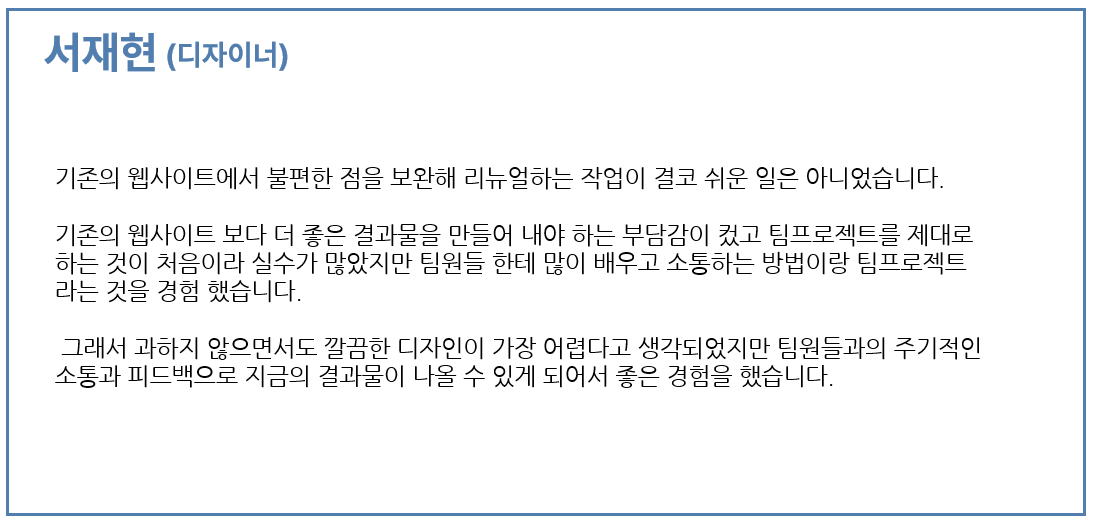 서재현 (디자이너)
기존의 웹사이트에서 불편한 점을 보완해 리뉴얼하는 작업이 결코 쉬운 일은 아니었습니다.
기존의 웹사이트 보다 더 좋은 결과물을 만들어 내야 하는 부담감이 컸고 팀프로젝트를 제대로
하는 것이 처음이라 실수가 많았지만 팀원들 한테 많이 배우고 소통하는 방법이랑 팀프로젝트
라는 것을 경험 했습니다.
그래서 과하지 않으면서도 깔끔한 디자인이 가장 어렵다고 생각되었지만 팀원들과의 주기적인
소통과 피드백으로 지금의 결과물이 나올 수 있게 되어서 좋은 경험을 했습니다.